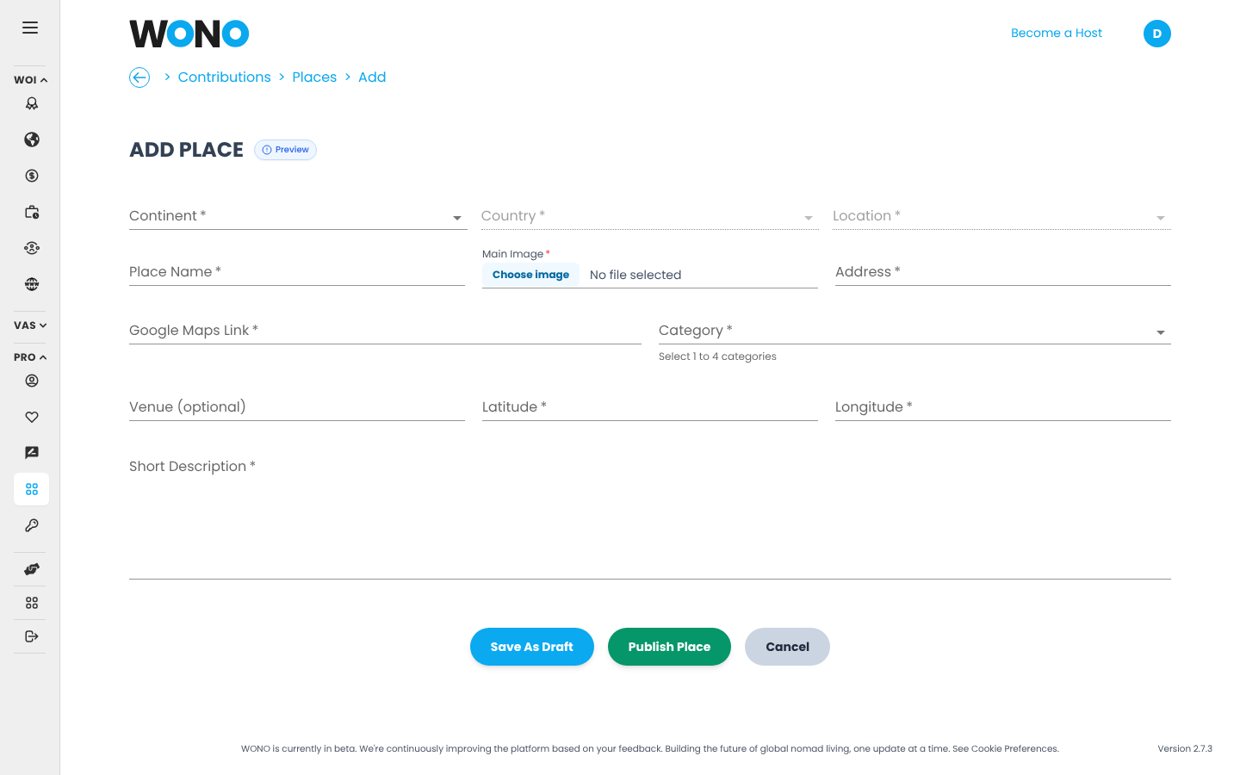 WONO
Become a Host
D
> Contributions > Places > Add
WOI
ADD PLACE
Preview
Continent *
Country *
Location *
Place Name *
Main Image *
Choose image No file selected
Address *
Google Maps Link *
Category *
Select 1 to 4 categories
VAS
PRO
Venue (optional)
Latitude *
Longitude *
Short Description *
Save As Draft
Publish Place
Cancel
WONO is currently in beta. We're continuously improving the platform based on your feedback. Building the future of global nomad living, one update at a time. See Cookie Preferences.
Version 2.7.3